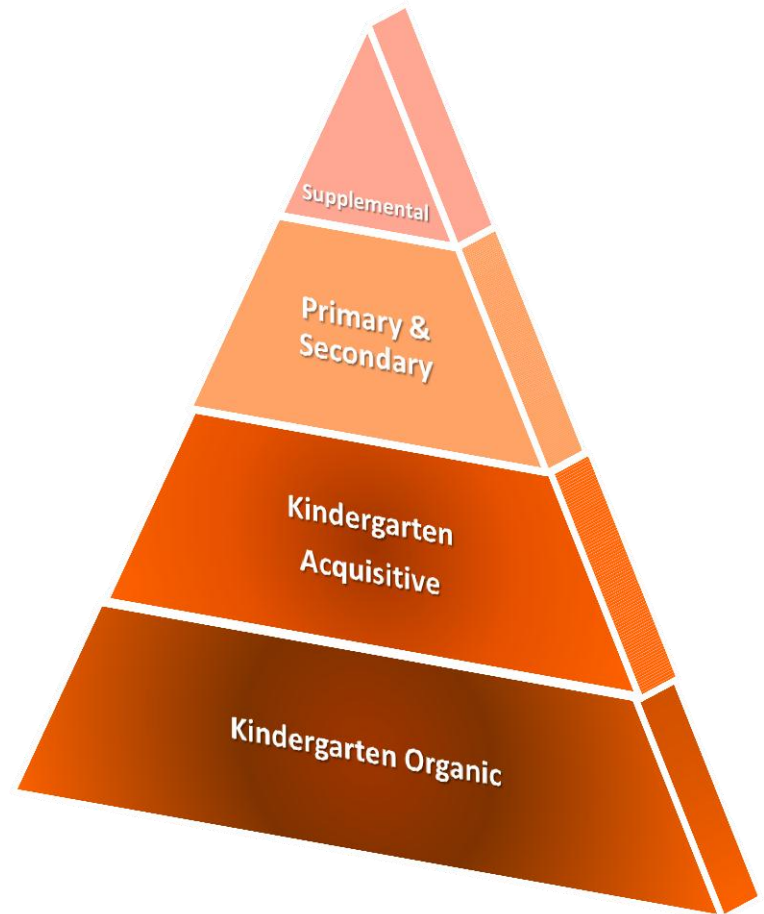 Supplemental
Primary &
Secondary
Kindergarten
Acquisitive
Kindergarten Organic